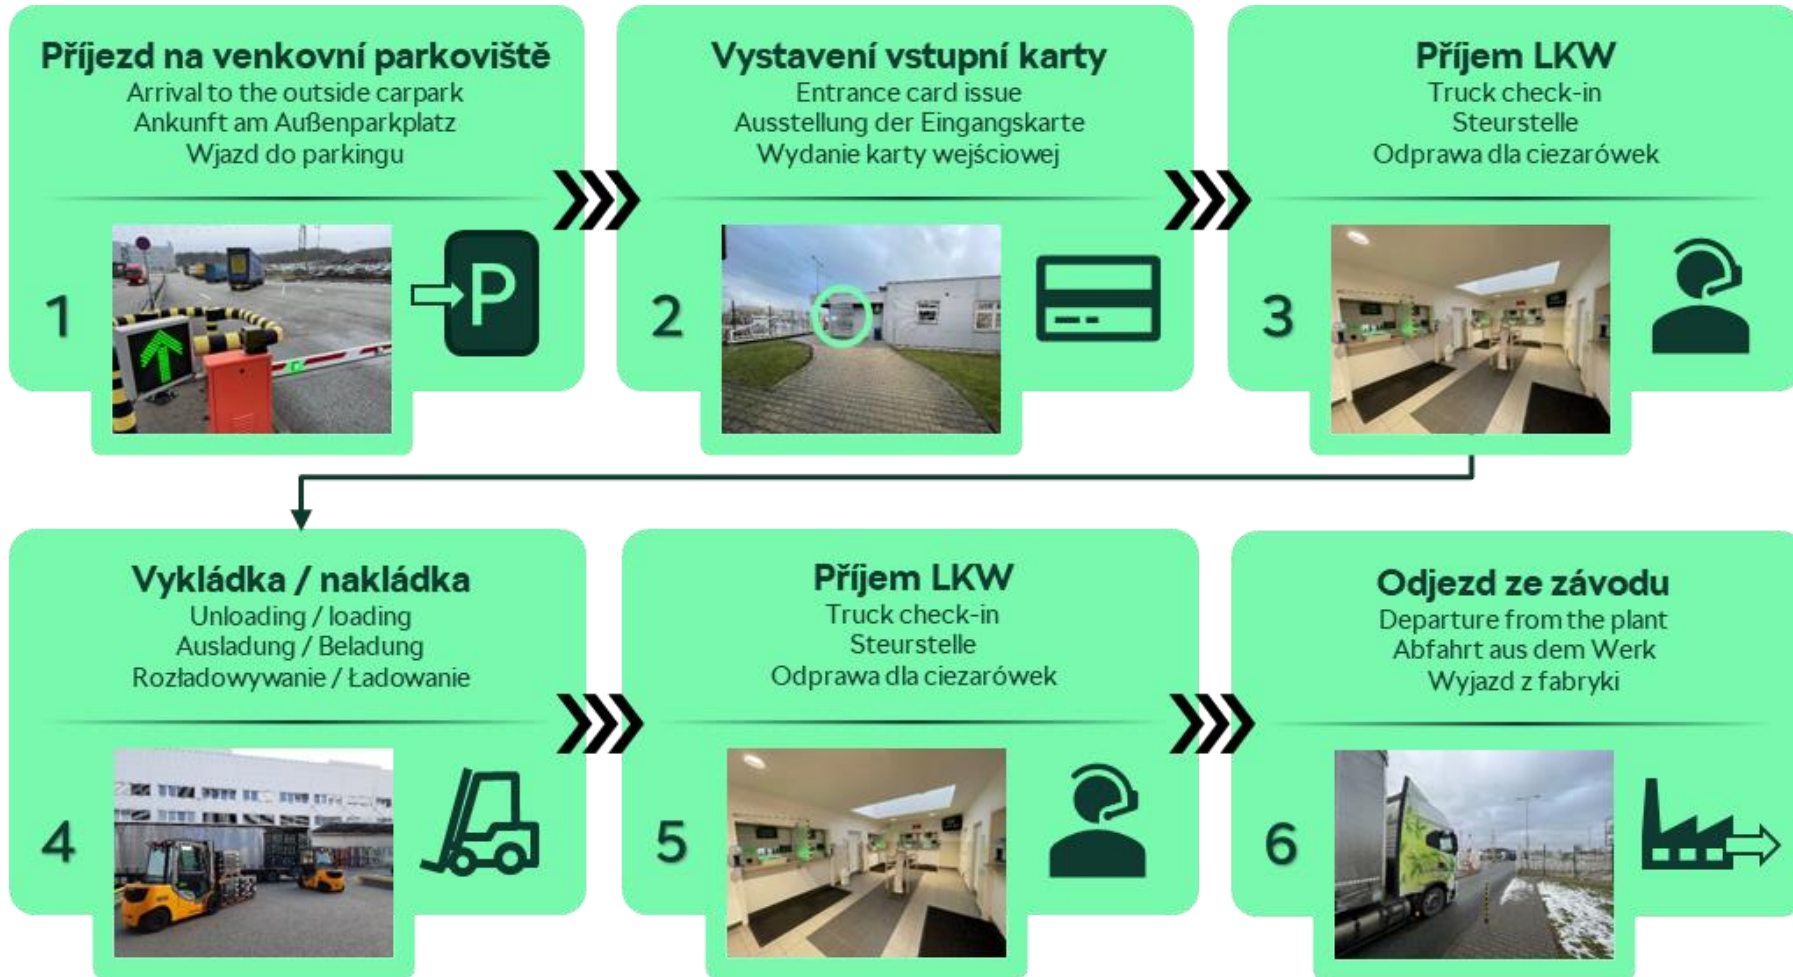 Příjezd na venkovní parkoviště
Arrival to the outside carpark
Ankunft am Außenparkplatz
Wjazd do parkingu
1
P
Vystavení vstupní karty
Entrance card issue
Ausstellung der Eingangskarte
Wydanie karty wejściowej
2
Příjem LKW
Truck check-in
Steurstelle
Odprawa dla ciezarówek
3
Vykládka / nakládka
Unloading / loading
Ausladung / Beladung
Rozładowywanie / Ładowanie
4
Příjem LKW
Truck check-in
Steurstelle
Odprawa dla ciezarówek
5
Odjezd ze závodu
Departure from the plant
Abfahrt aus dem Werk
Wyjazd z fabryki
6